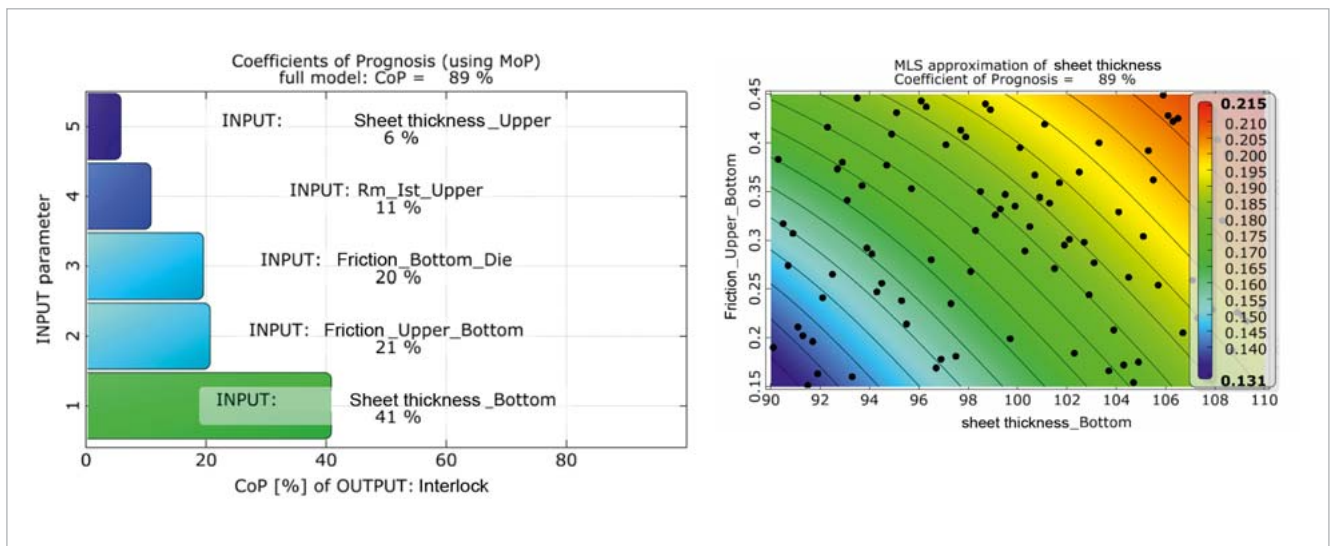 Coefficients of Prognosis (using MoP)
full model: CoP = 89 %
INPUT parameter
5
INPUT: Sheet thickness_Upper
6 %
4
INPUT: Rm_Ist_Upper
11 %
3
INPUT: Friction_Bottom_Die
20 %
2
INPUT: Friction_Upper_Bottom
21 %
1
INPUT: Sheet thickness_Bottom
41 %
0 20 40 60 80
CoP [%] of OUTPUT: Interlock
MLS approximation of sheet thickness
Coefficient of Prognosis = 89 %
Friction_Upper_Bottom
0.45
0.4
0.35
0.3
0.25
0.2
0.15
0.215
0.210
0.205
0.200
0.195
0.190
0.185
0.180
0.175
0.170
0.165
0.160
0.155
0.150
0.145
0.140
0.131
90 92 94 96 98 100 102 104 106 108 110
sheet thickness_Bottom